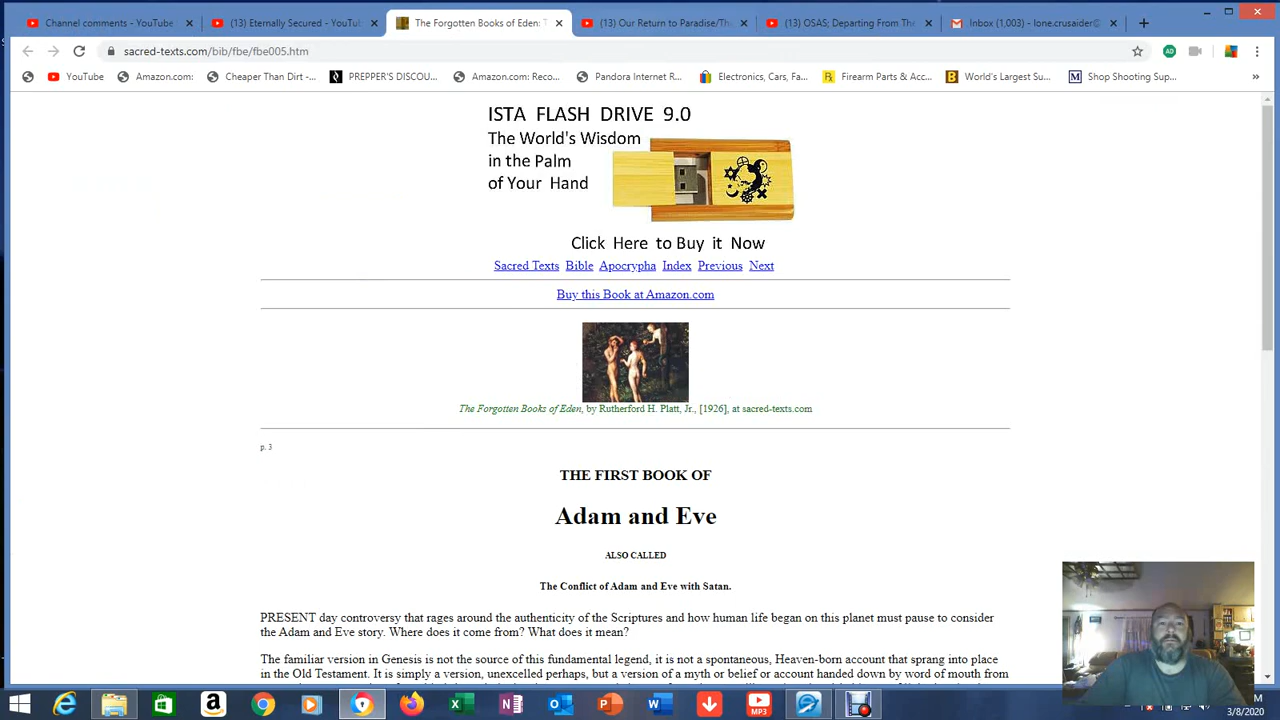 Channel comments - YouTube
(13) Eternally Secured - YouTu
The Forgotten Books of Eden: T
(13) Our Return to Paradise/The
(13) OSAS; Departing From The
Inbox (1,003) - lone.crusaider@
sacred-texts.com/bib/fbe/fbe005.htm
YouTube
Amazon.com:
Cheaper Than Dirt -...
PREPPER'S DISCOU...
Amazon.com: Reco...
Pandora Internet R...
Electronics, Cars, Fa...
Firearm Parts & Acc...
World's Largest Su...
Shop Shooting Sup...
ISTA FLASH DRIVE 9.0
The World's Wisdom
in the Palm
of Your Hand
Click Here to Buy it Now
Sacred Texts Bible Apocrypha Index Previous Next
Buy this Book at Amazon.com
The Forgotten Books of Eden, by Rutherford H. Platt, Jr., [1926], at sacred-texts.com
p. 3
THE FIRST BOOK OF
Adam and Eve
ALSO CALLED
The Conflict of Adam and Eve with Satan.
PRESENT day controversy that rages around the authenticity of the Scriptures and how human life began on this planet must pause to consider
the Adam and Eve story. Where does it come from? What does it mean?
The familiar version in Genesis is not the source of this fundamental legend, it is not a spontaneous, Heaven-born account that sprang into place
in the Old Testament. It is simply a version, unexcelled perhaps, but a version of a myth or belief or account handed down by word of mouth from
3/8/2020